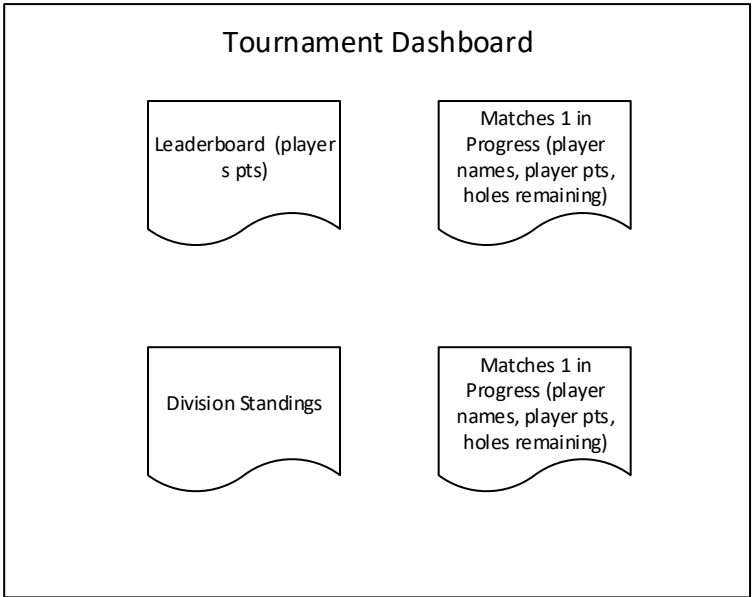 Tournament Dashboard
Leaderboard (player
s pts)
Matches 1 in
Progress (player
names, player pts,
holes remaining)
Division Standings
Matches 1 in
Progress (player
names, player pts,
holes remaining)